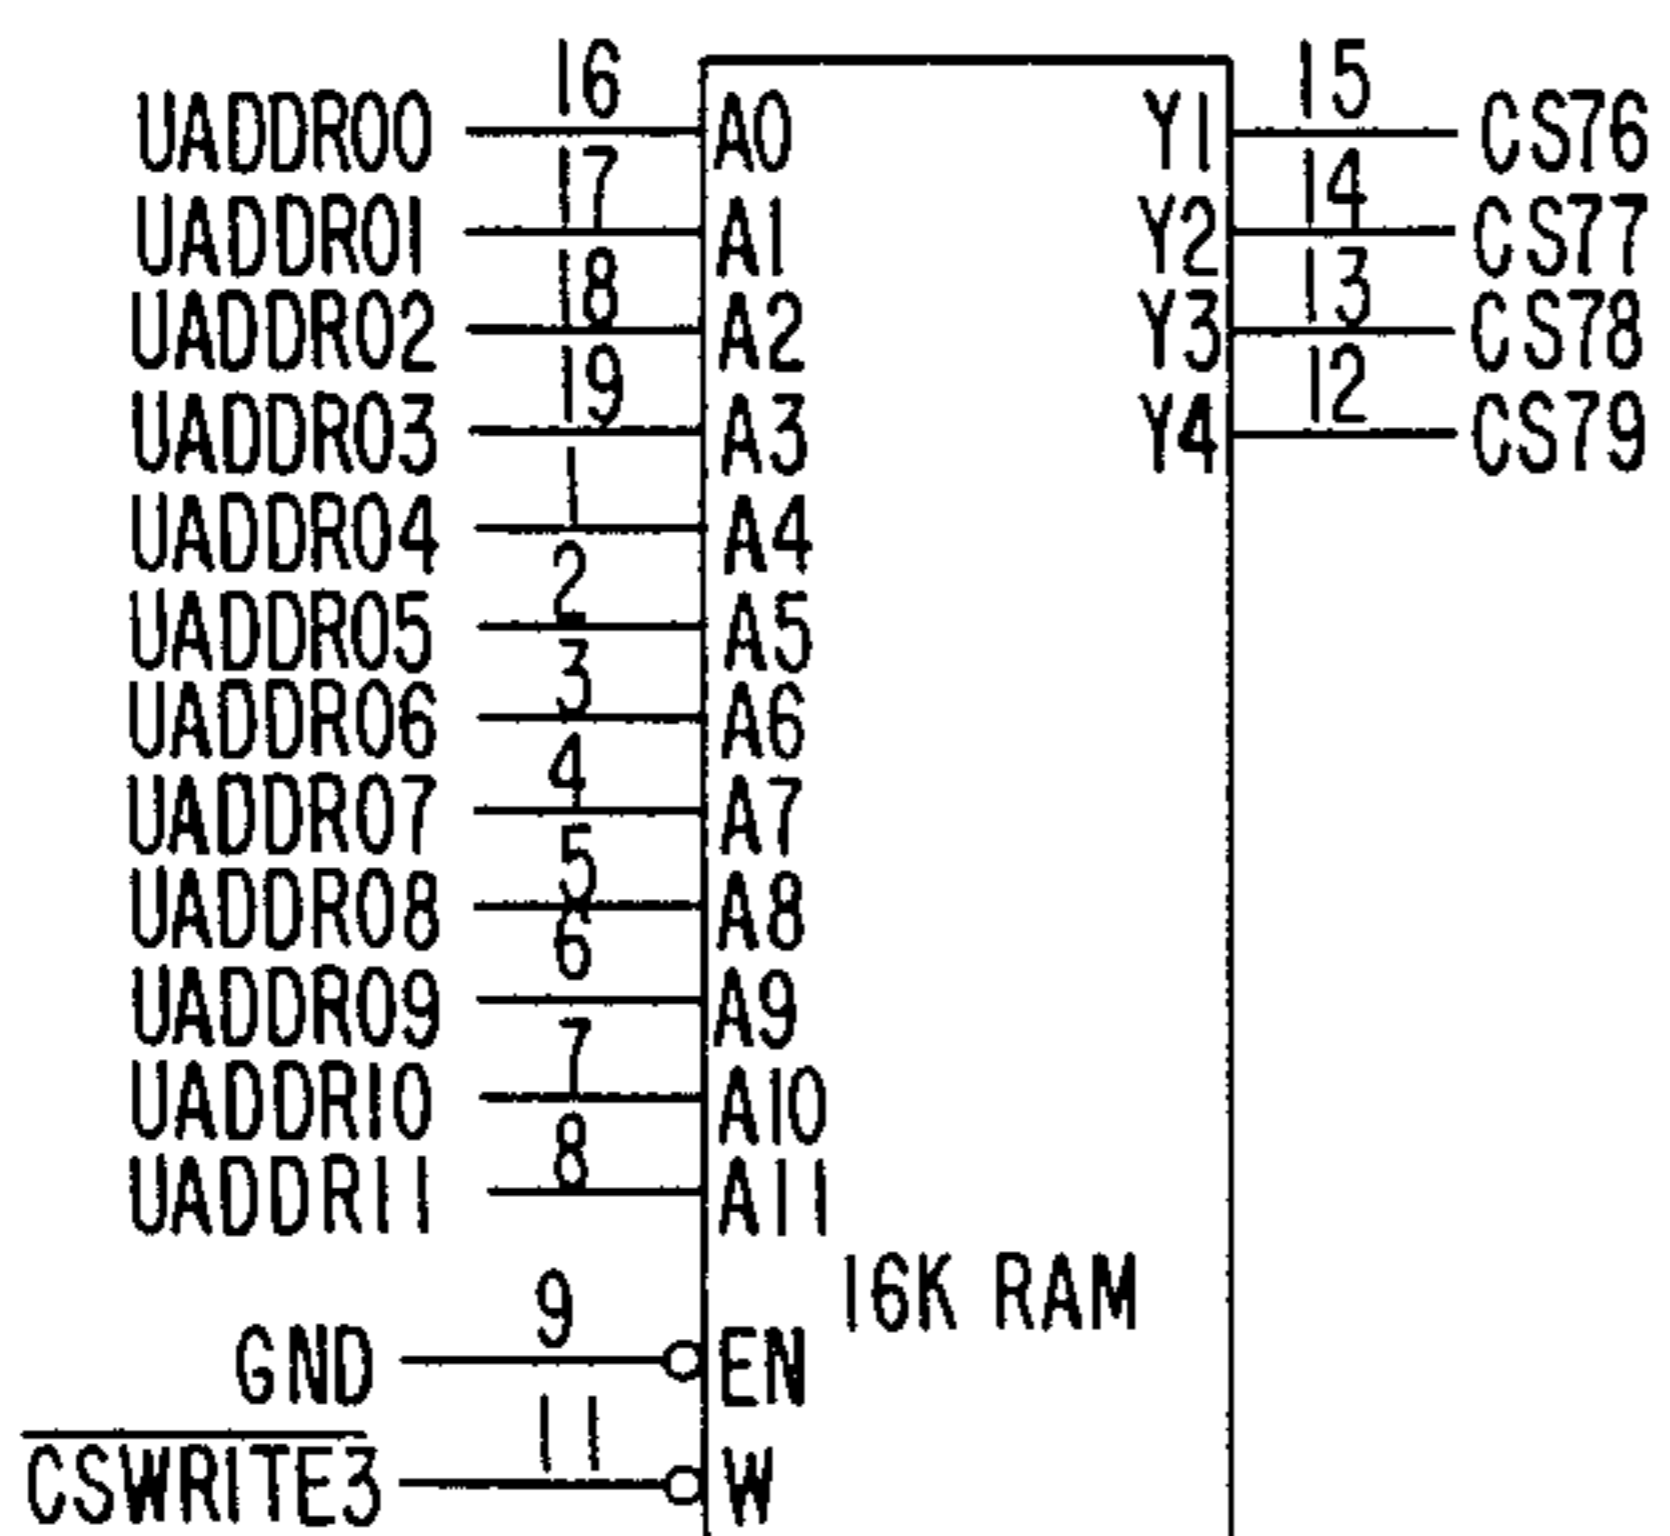 16 15
UADDR00 A0 Y1 CS76
17 14
UADDR01 A1 Y2 CS77
18 13
UADDR02 A2 Y3 CS78
19 12
UADDR03 A3 Y4 CS79
1
UADDR04 A4
2
UADDR05 A5
3
UADDR06 A6
4
UADDR07 A7
5
UADDR08 A8
6
UADDR09 A9
7
UADDR10 A10
8
UADDR11 A11
16K RAM
9
GND EN
11
CSWRITE3 W